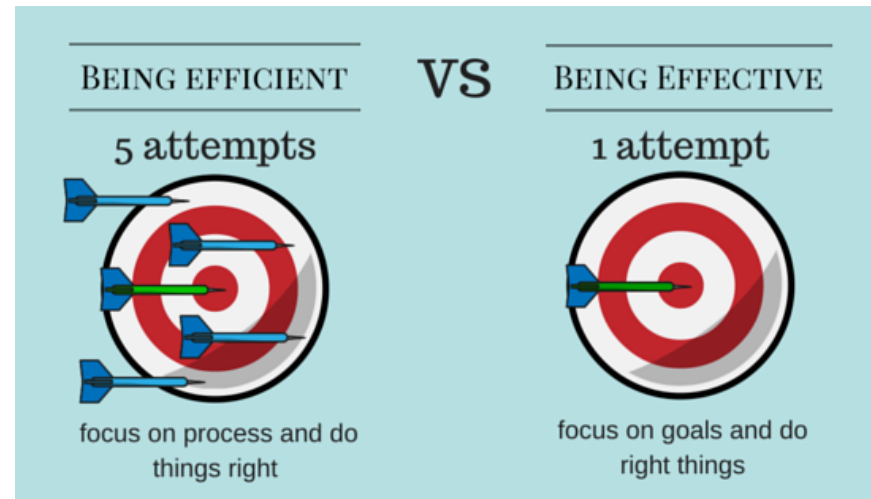 BEING EFFICIENT
VS
BEING EFFECTIVE
5 attempts
1 attempt
focus on process and do
things right
focus on goals and do
right things